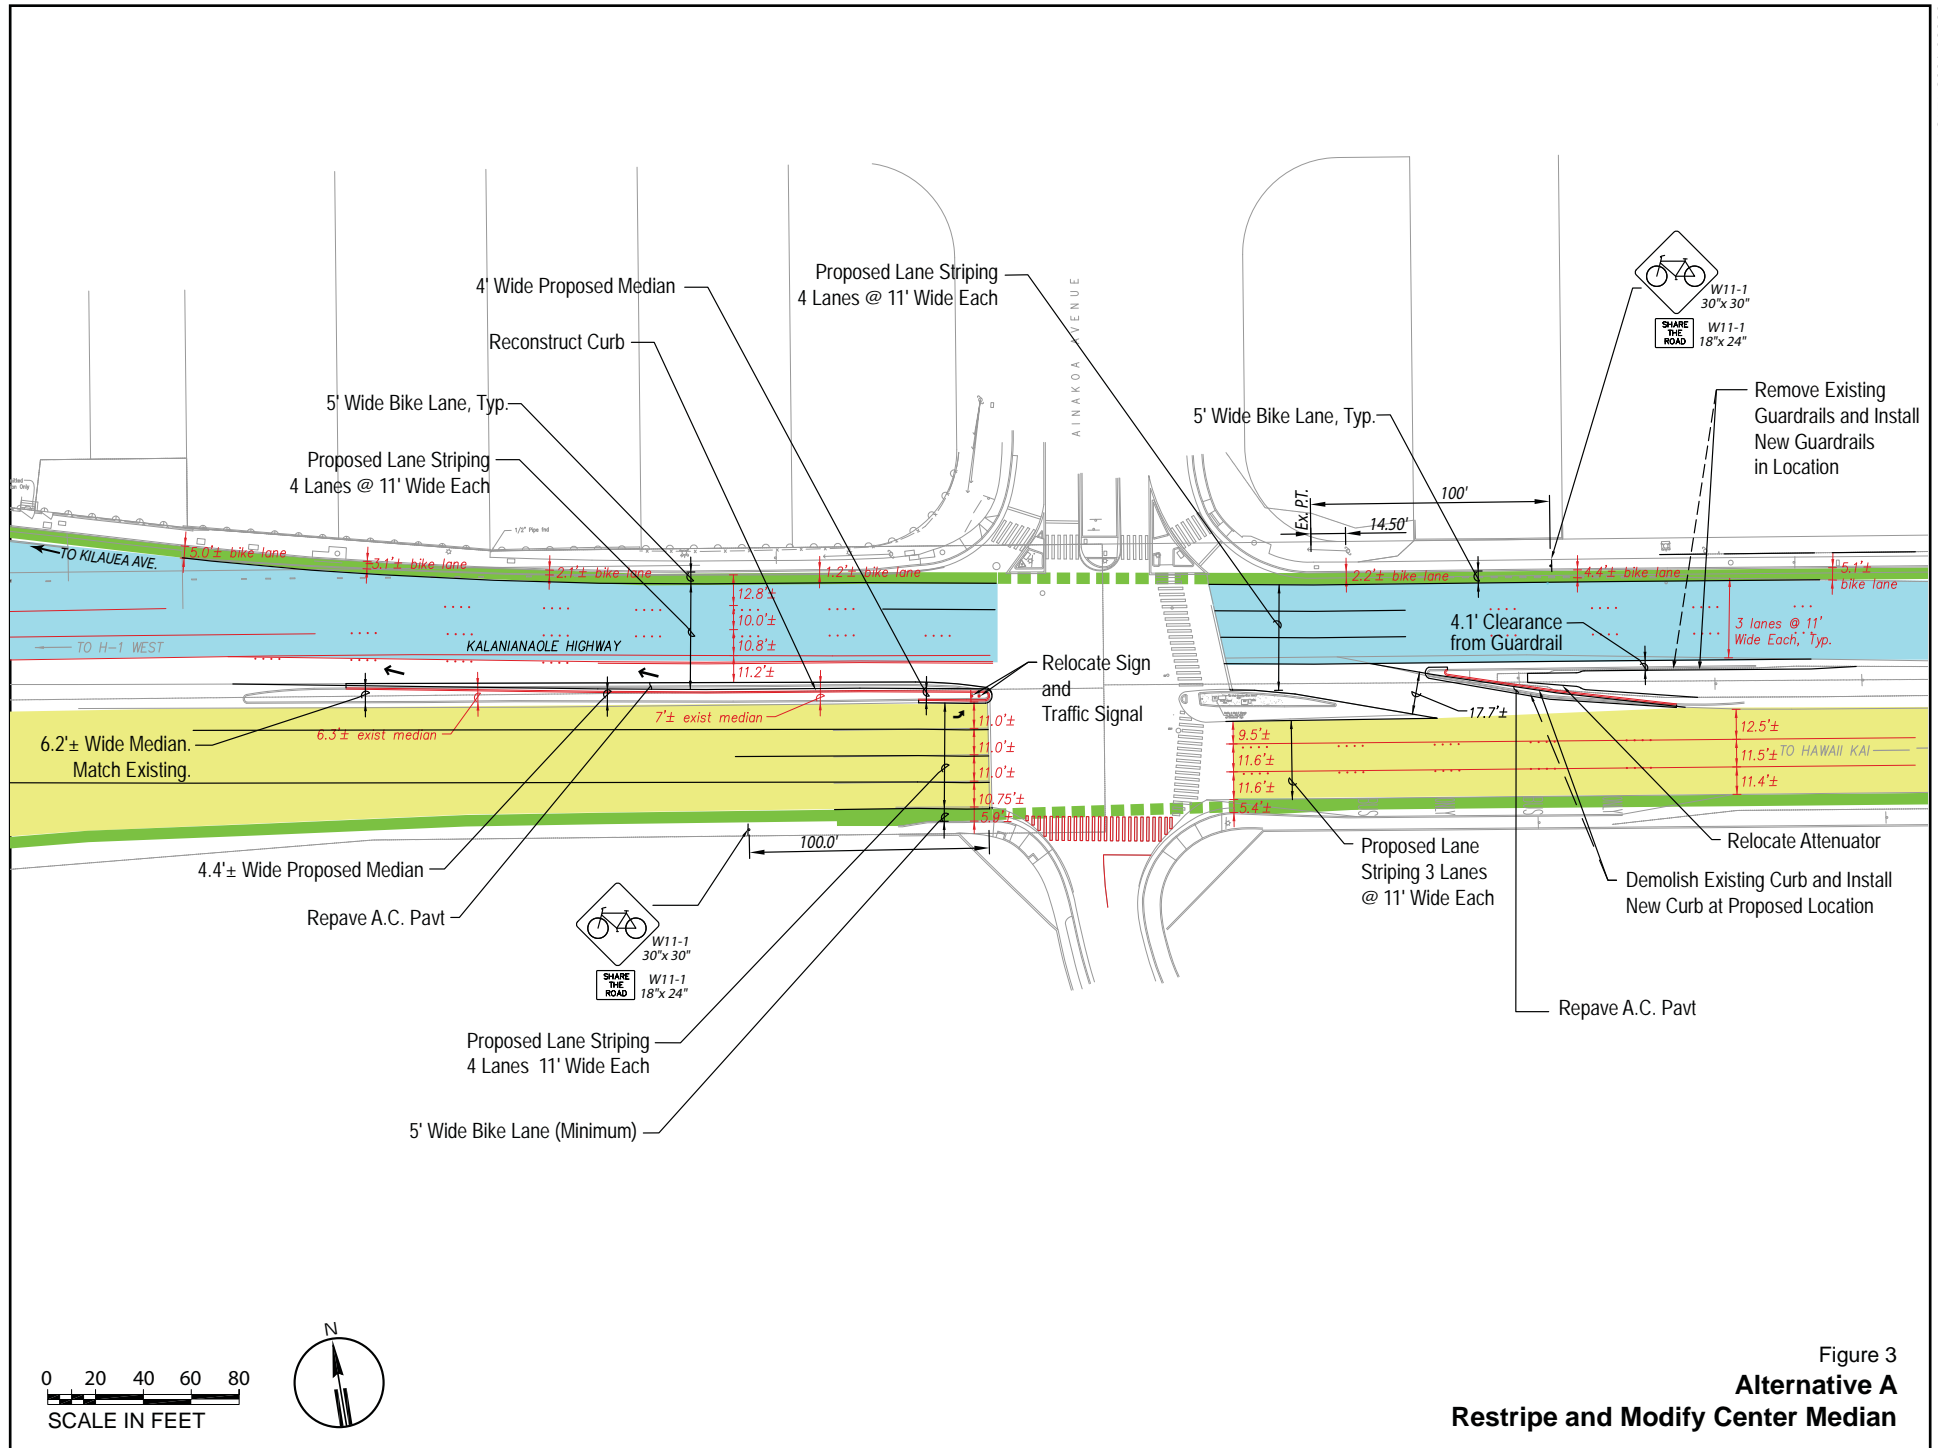 Proposed Lane Striping
4 Lanes @ 11' Wide Each
4' Wide Proposed Median
Reconstruct Curb
5' Wide Bike Lane, Typ.
Proposed Lane Striping
4 Lanes @ 11' Wide Each
AINAKOA AVENUE
W11-1
30"x 30"
SHARE
THE
ROAD
W11-1
18"x 24"
5' Wide Bike Lane, Typ.
Remove Existing
Guardrails and Install
New Guardrails
in Location
Ex. P.T.
100'
14.50'
1/2" Pipe fnd
TO KILAUEA AVE.
5.0'± bike lane
3.1'± bike lane
2.1'± bike lane
1.2'± bike lane
2.2'± bike lane
4.4'± bike lane
5.1'±
bike lane
12.8'±
10.0'±
10.8'±
11.2'±
TO H-1 WEST
KALANIANAOLE HIGHWAY
4.1' Clearance
from Guardrail
3 lanes @ 11'
Wide Each, Typ.
Relocate Sign
and
Traffic Signal
6.2'± Wide Median.
Match Existing.
6.3'± exist median
7'± exist median
11.0'±
11.0'±
11.0'±
10.75'±
5.9'±
17.7'±
9.5'±
11.6'±
11.6'±
5.4'±
12.5'±
11.5'±
11.4'±
TO HAWAII KAI
4.4'± Wide Proposed Median
100.0'
Repave A.C. Pavt
W11-1
30"x 30"
SHARE
THE
ROAD
W11-1
18"x 24"
Proposed Lane
Striping 3 Lanes
@ 11' Wide Each
Relocate Attenuator
Demolish Existing Curb and Install
New Curb at Proposed Location
Repave A.C. Pavt
Proposed Lane Striping
4 Lanes 11' Wide Each
5' Wide Bike Lane (Minimum)
N
0 20 40 60 80
SCALE IN FEET
Figure 3
Alternative A
Restripe and Modify Center Median